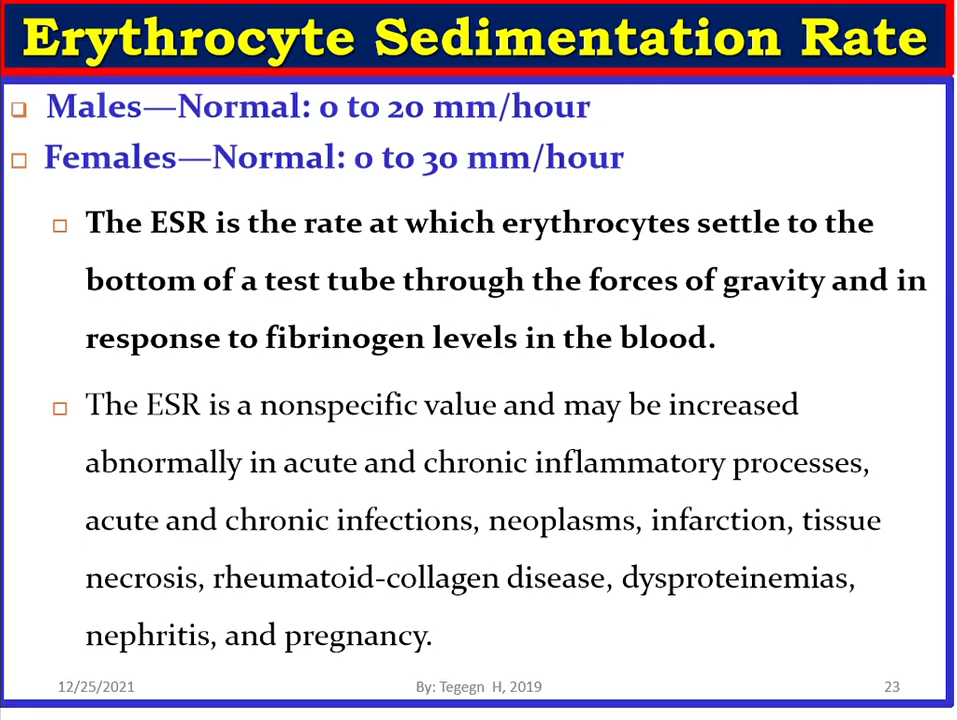 Erythrocyte Sedimentation Rate
Males—Normal: 0 to 20 mm/hour
Females—Normal: 0 to 30 mm/hour
The ESR is the rate at which erythrocytes settle to the
bottom of a test tube through the forces of gravity and in
response to fibrinogen levels in the blood.
The ESR is a nonspecific value and may be increased
abnormally in acute and chronic inflammatory processes,
acute and chronic infections, neoplasms, infarction, tissue
necrosis, rheumatoid-collagen disease, dysproteinemias,
nephritis, and pregnancy.
12/25/2021 By: Tegegn H, 2019 23